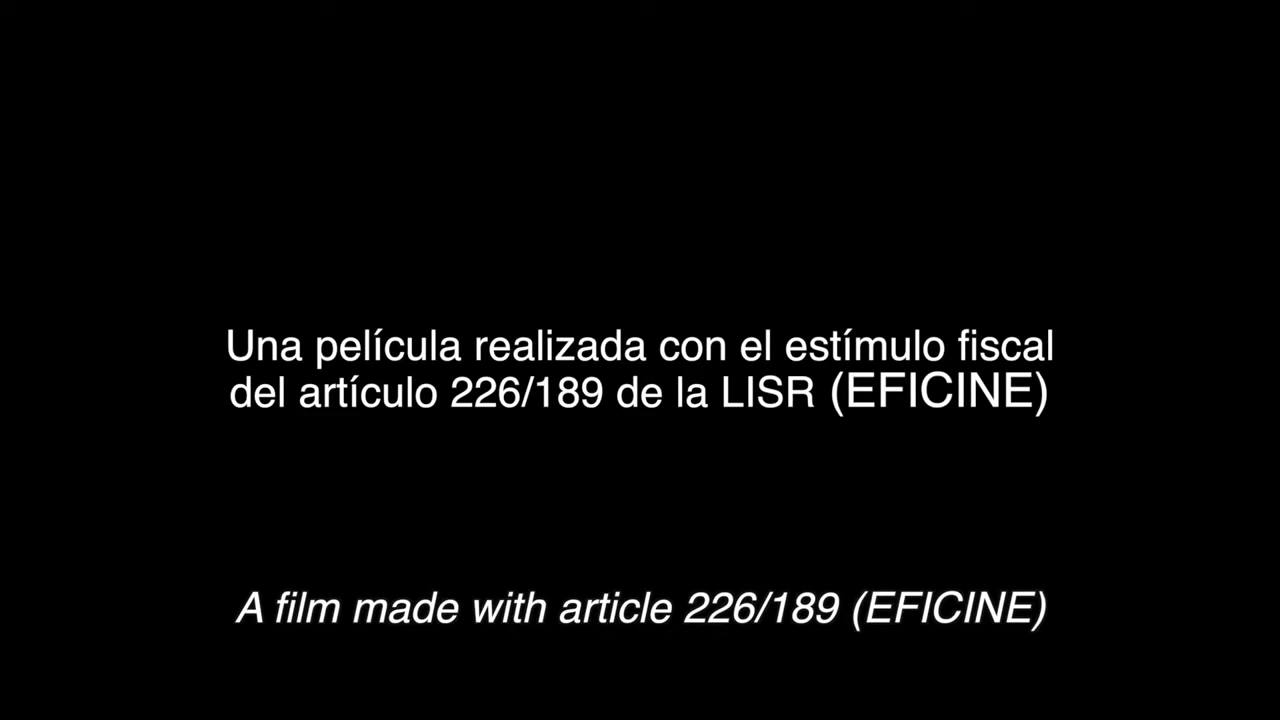 Una película realizada con el estímulo fiscal
del artículo 226/189 de la LISR (EFICINE)
A film made with article 226/189 (EFICINE)